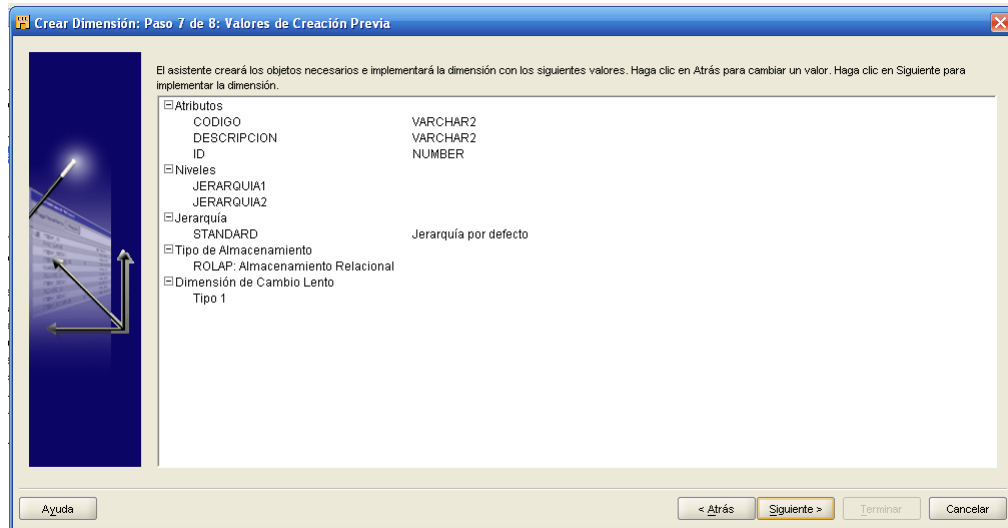 Crear Dimensión: Paso 7 de 8: Valores de Creación Previa
El asistente creará los objetos necesarios e implementará la dimensión con los siguientes valores. Haga clic en Atrás para cambiar un valor. Haga clic en Siguiente para
implementar la dimensión.
Atributos
CODIGO VARCHAR2
DESCRIPCION VARCHAR2
ID NUMBER
Niveles
JERARQUIA1
JERARQUIA2
Jerarquía
STANDARD Jerarquía por defecto
Tipo de Almacenamiento
ROLAP: Almacenamiento Relacional
Dimensión de Cambio Lento
Tipo 1
Ayuda < Atrás Siguiente > Terminar Cancelar